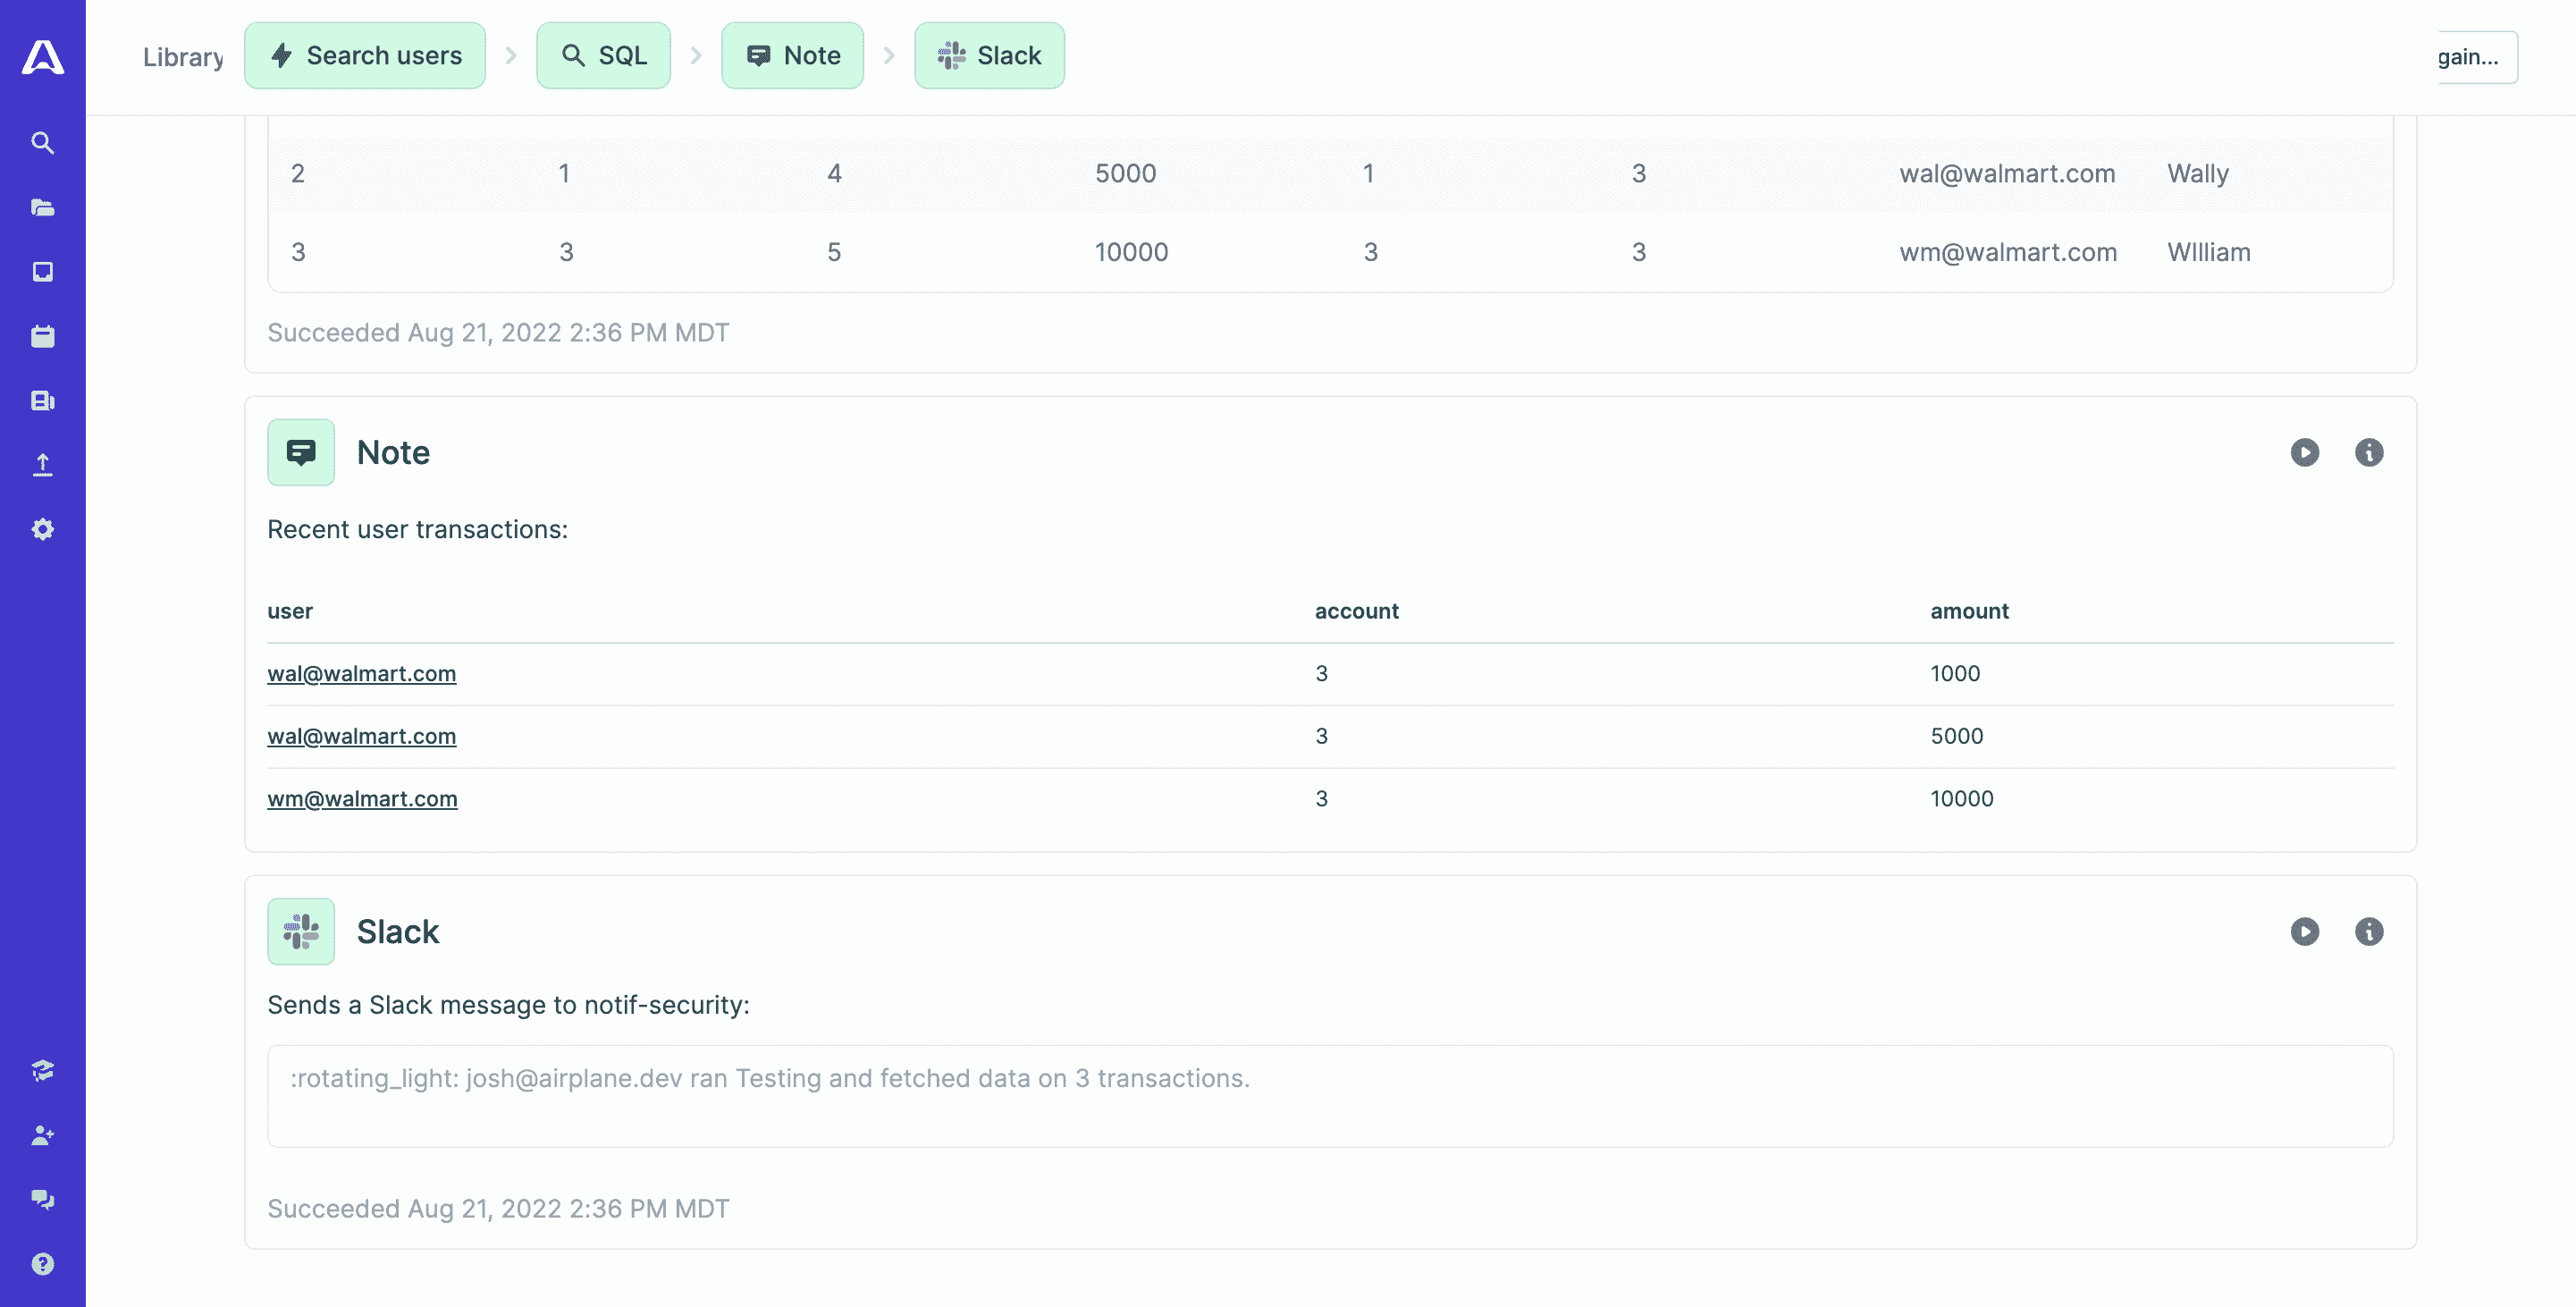 Library Search users SQL Note Slack gain...
2 1 4 5000 1 3 wal@walmart.com Wally
3 3 5 10000 3 3 wm@walmart.com WIlliam
Succeeded Aug 21, 2022 2:36 PM MDT
Note
Recent user transactions:
user account amount
wal@walmart.com 3 1000
wal@walmart.com 3 5000
wm@walmart.com 3 10000
Slack
Sends a Slack message to notif-security:
:rotating_light: josh@airplane.dev ran Testing and fetched data on 3 transactions.
Succeeded Aug 21, 2022 2:36 PM MDT